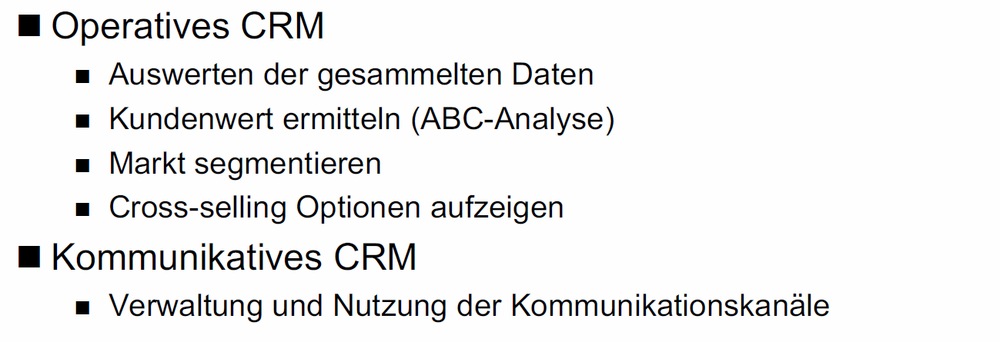 ■ Operatives CRM
■ Auswerten der gesammelten Daten
■ Kundenwert ermitteln (ABC-Analyse)
■ Markt segmentieren
■ Cross-selling Optionen aufzeigen
■ Kommunikatives CRM
■ Verwaltung und Nutzung der Kommunikationskanäle